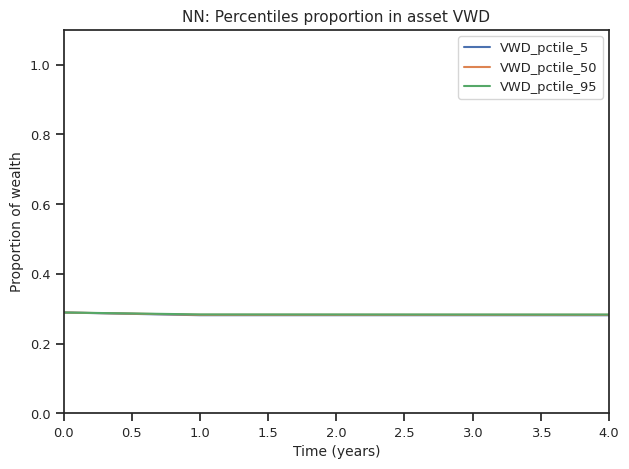 NN: Percentiles proportion in asset VWD
VWD_pctile_5
VWD_pctile_50
VWD_pctile_95
Proportion of wealth
1.0
0.8
0.6
0.4
0.2
0.0
0.0 0.5 1.0 1.5 2.0 2.5 3.0 3.5 4.0
Time (years)